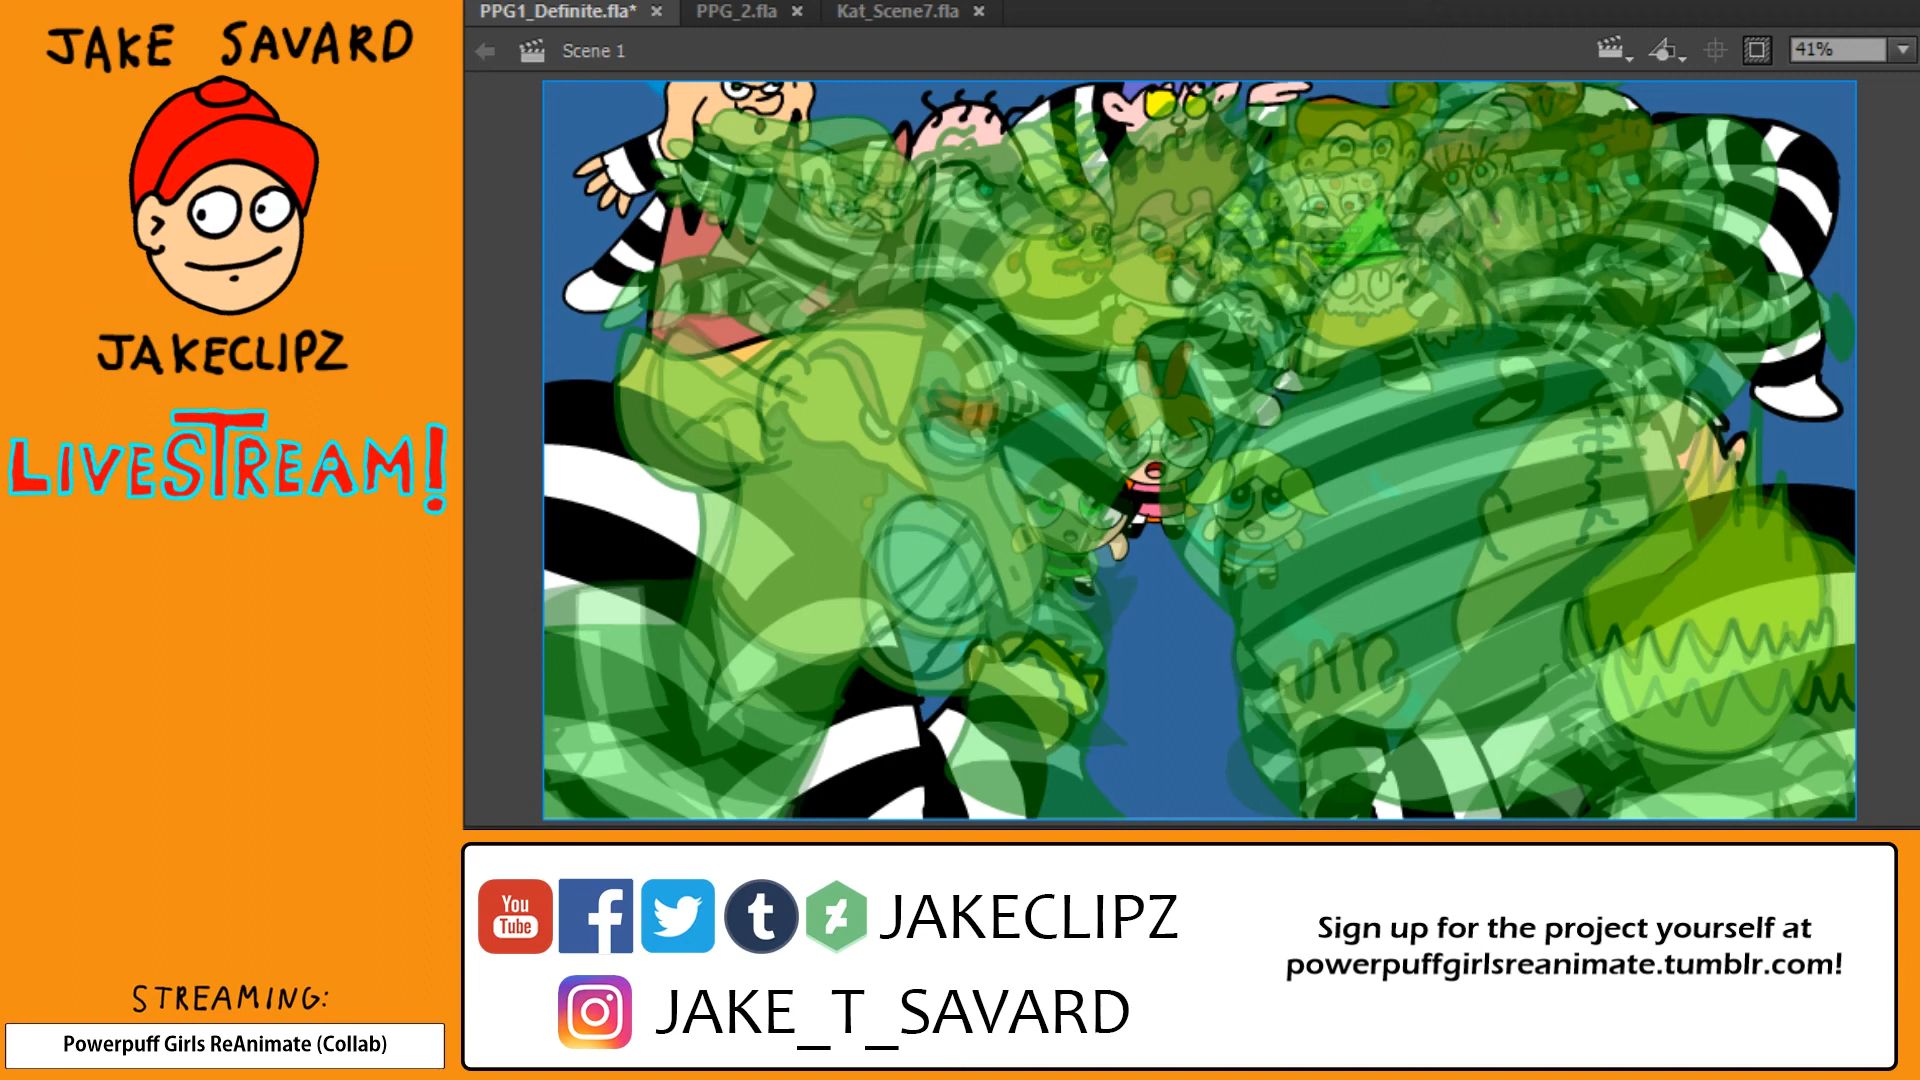 JAKE SAVARD
JAKECLIPZ
LIVESTREAM!
STREAMING:
Powerpuff Girls ReAnimate (Collab)
PPG1_Definite.fla* PPG_2.fla Kat_Scene7.fla
Scene 1
41%
You
Tube
JAKECLIPZ
JAKE_T_SAVARD
Sign up for the project yourself at
powerpuffgirlsreanimate.tumblr.com!